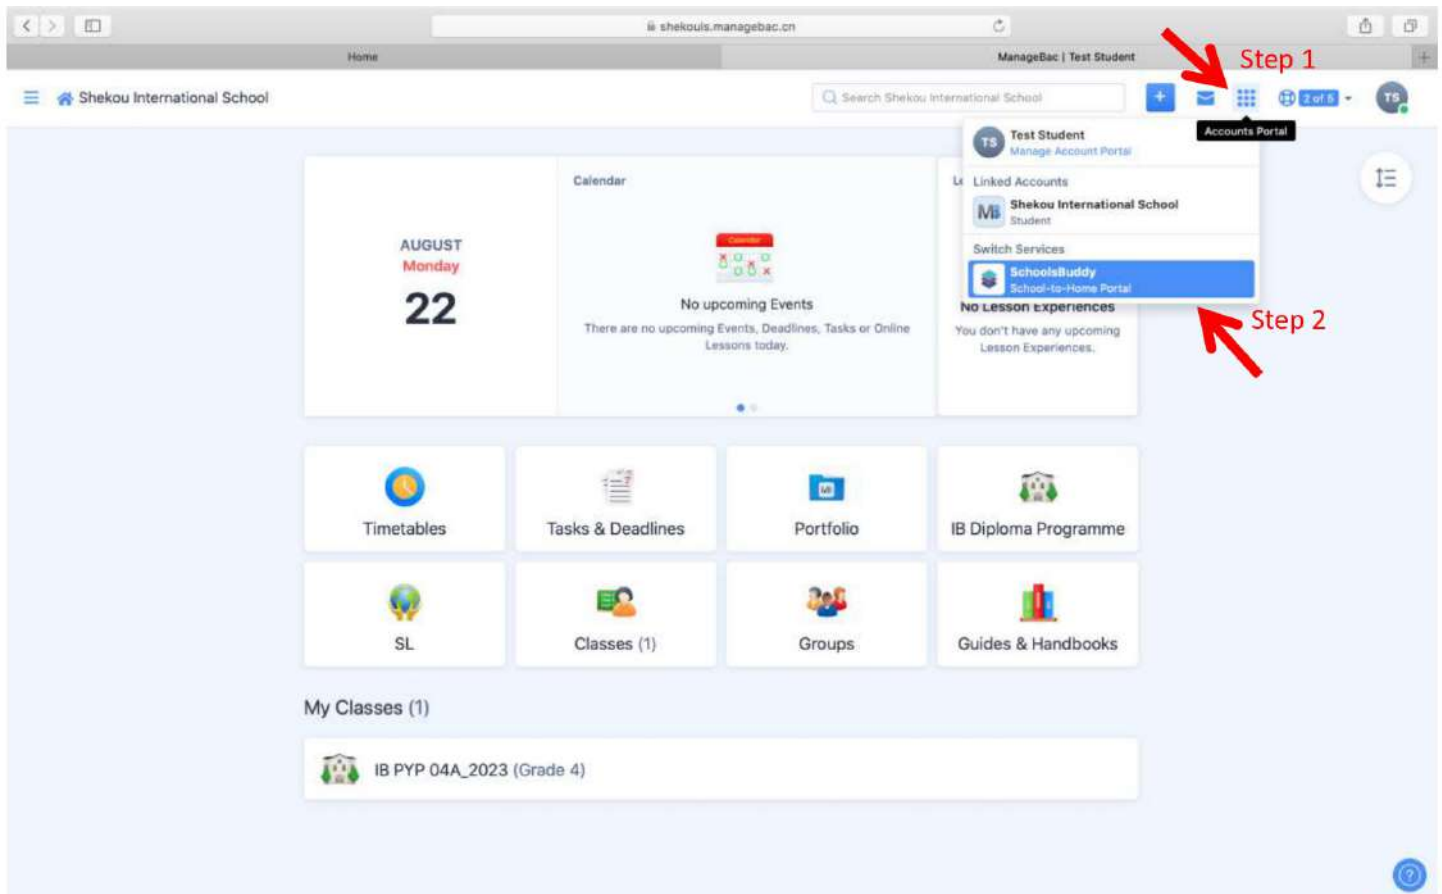 shekouis.managebac.cn
Home
ManageBac | Test Student
Step 1
Shekou International School
Search Shekou International School
2 of 5
TS
Accounts Portal
TS
Test Student
Manage Account Portal
Linked Accounts
Shekou International School
Student
Switch Services
SchoolsBuddy
School-to-Home Portal
Step 2
AUGUST
Monday
22
Calendar
Calendar
No upcoming Events
There are no upcoming Events, Deadlines, Tasks or Online
Lessons today.
No Lesson Experiences
You don't have any upcoming
Lesson Experiences.
Timetables
Tasks & Deadlines
Portfolio
IB Diploma Programme
SL
Classes (1)
Groups
Guides & Handbooks
My Classes (1)
IB PYP 04A_2023 (Grade 4)